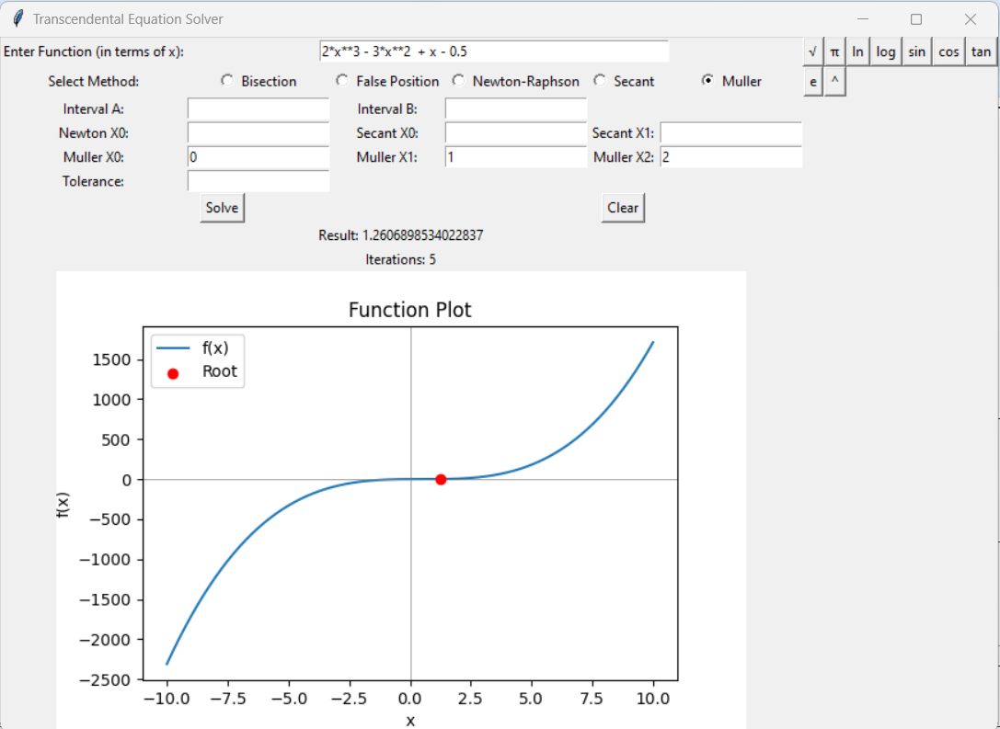 Transcendental Equation Solver
Enter Function (in terms of x): 2*x**3 - 3*x**2 + x - 0.5 √ π ln log sin cos tan
Select Method: Bisection False Position Newton-Raphson Secant Muller e ^
Interval A: Interval B:
Newton X0: Secant X0: Secant X1:
Muller X0: 0 Muller X1: 1 Muller X2: 2
Tolerance:
Solve Clear
Result: 1.2606898534022837
Iterations: 5
Function Plot
f(x)
Root
1500
1000
500
0
−500
−1000
−1500
−2000
−2500
f(x)
−10.0 −7.5 −5.0 −2.5 0.0 2.5 5.0 7.5 10.0
x